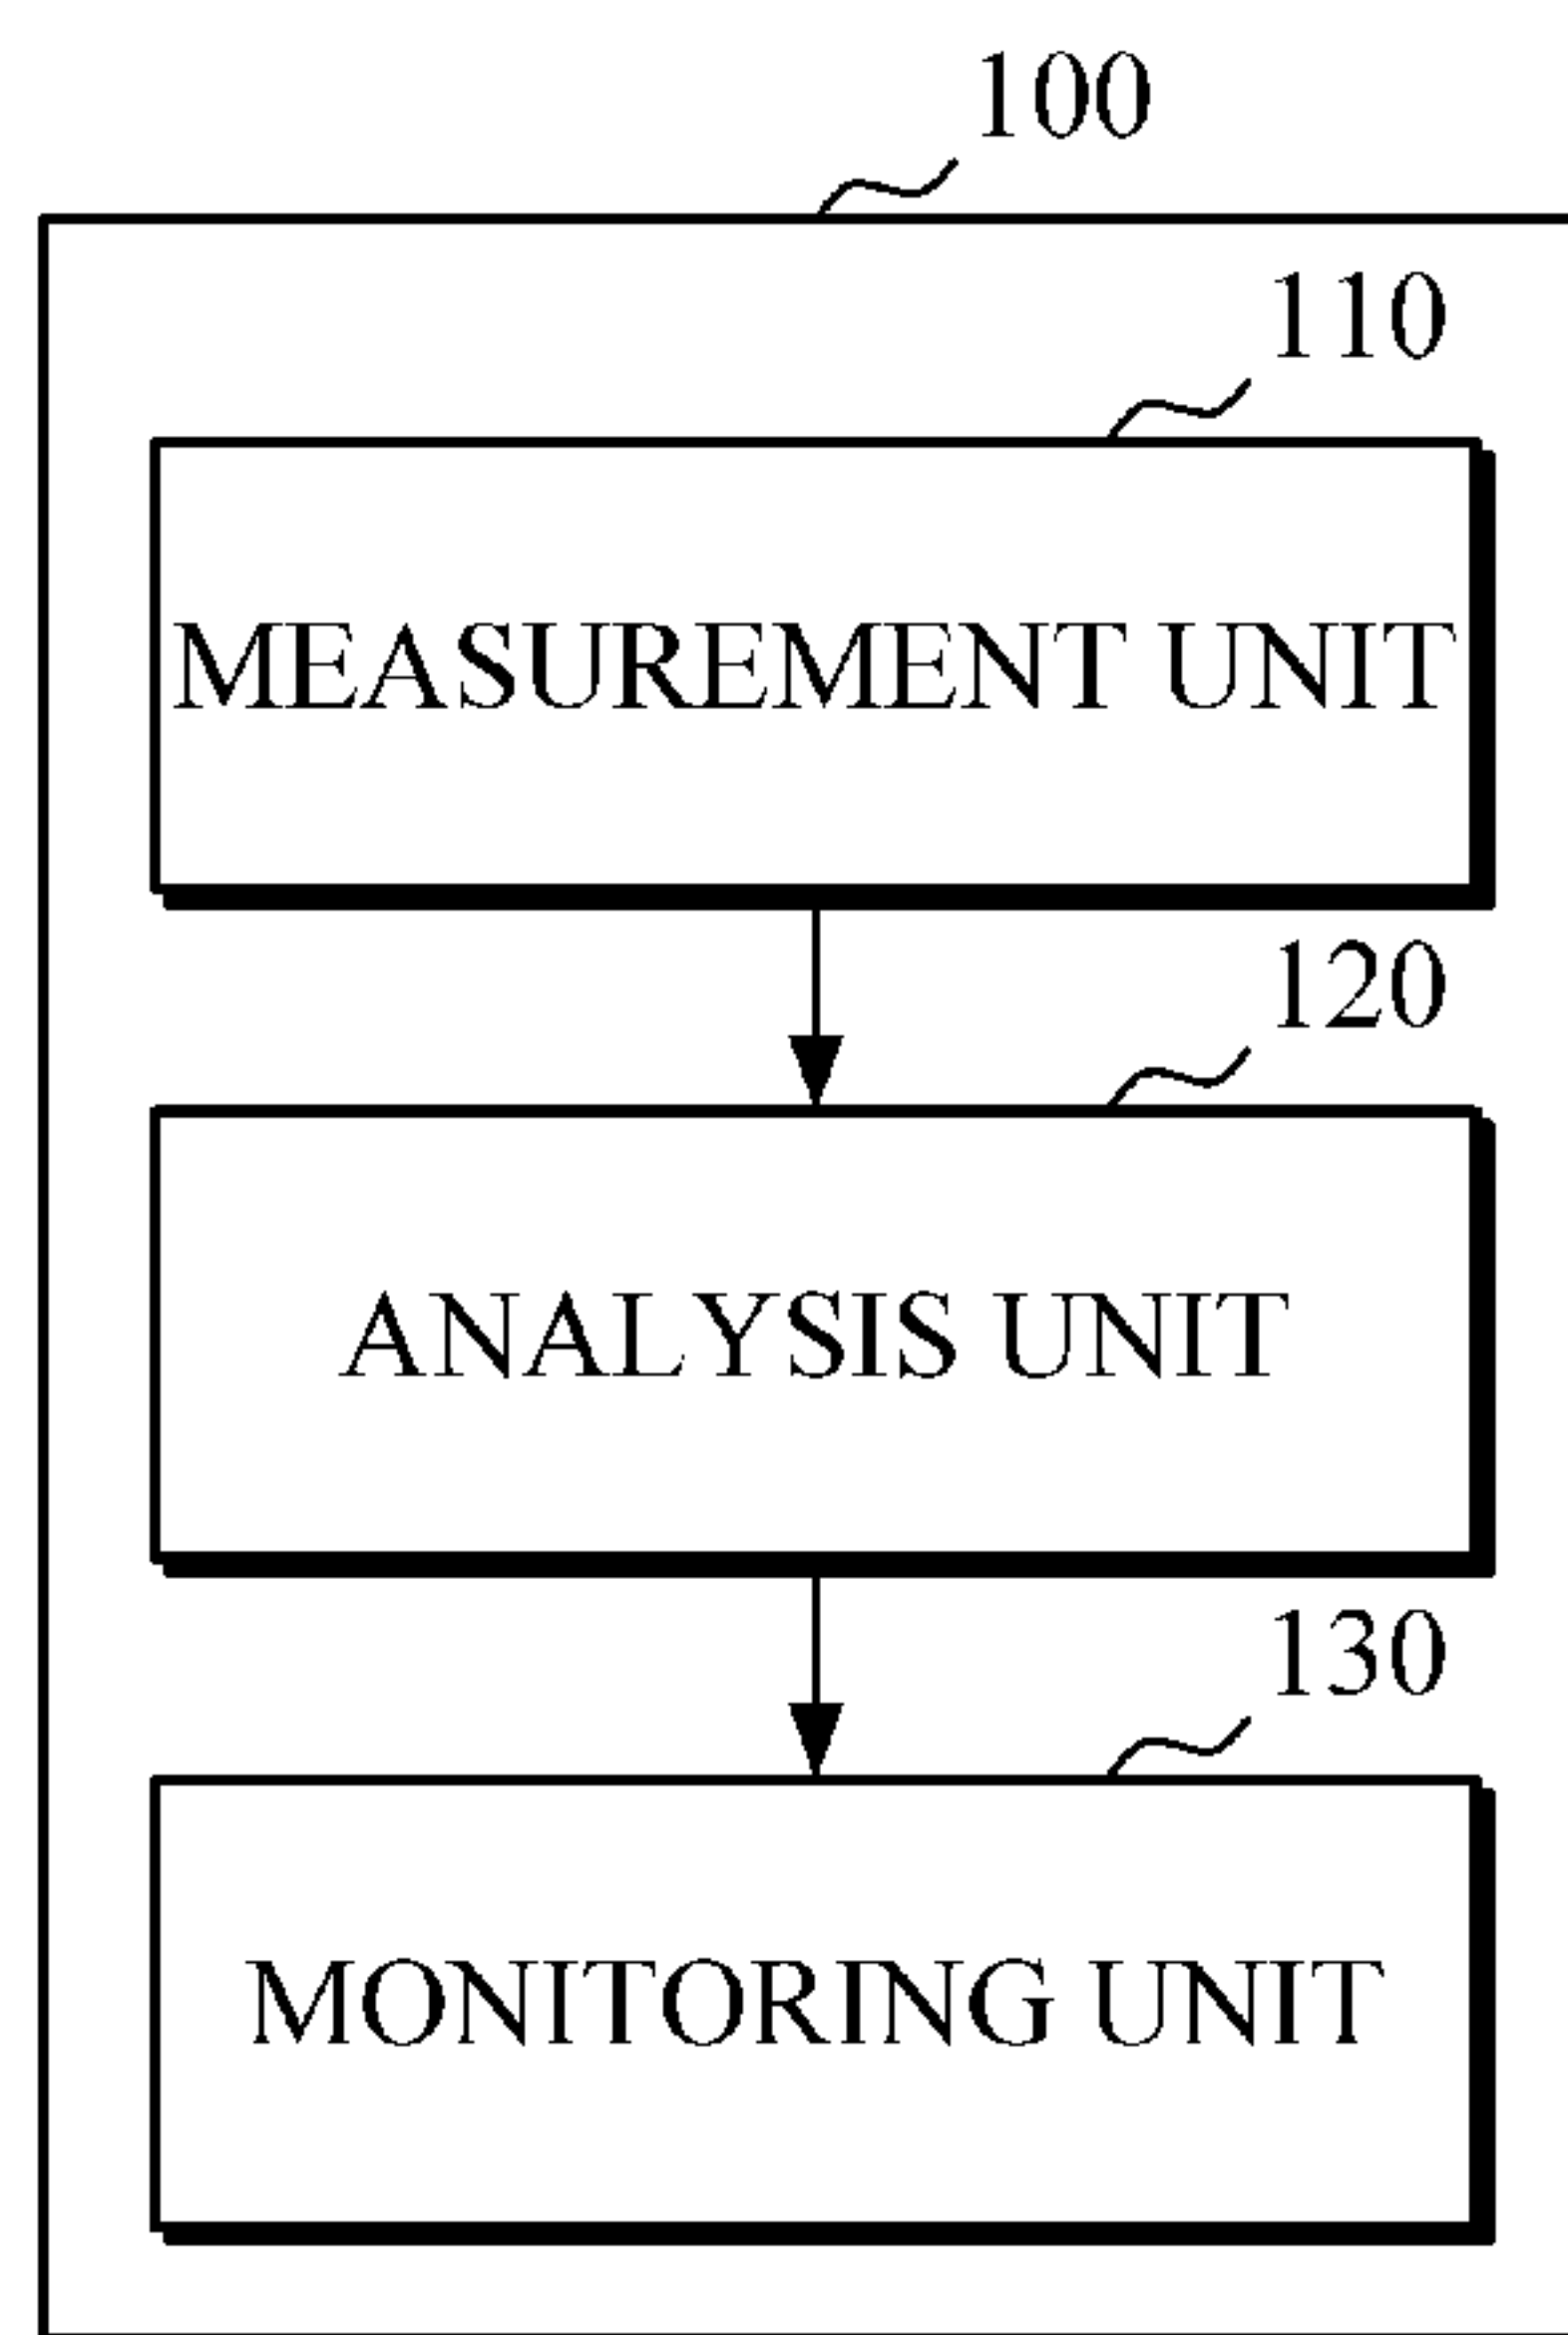 100
110
MEASUREMENT UNIT
120
ANALYSIS UNIT
130
MONITORING UNIT